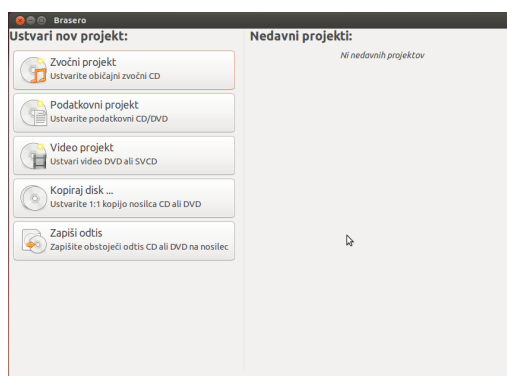 Brasero
Ustvari nov projekt:
Zvočni projekt
Ustvarite običajni zvočni CD
Podatkovni projekt
Ustvarite podatkovni CD/DVD
Video projekt
Ustvari video DVD ali SVCD
Kopiraj disk ...
Ustvarite 1:1 kopijo nosilca CD ali DVD
Zapiši odtis
Zapišite obstoječi odtis CD ali DVD na nosilec
Nedavni projekti:
Ni nedavnih projektov